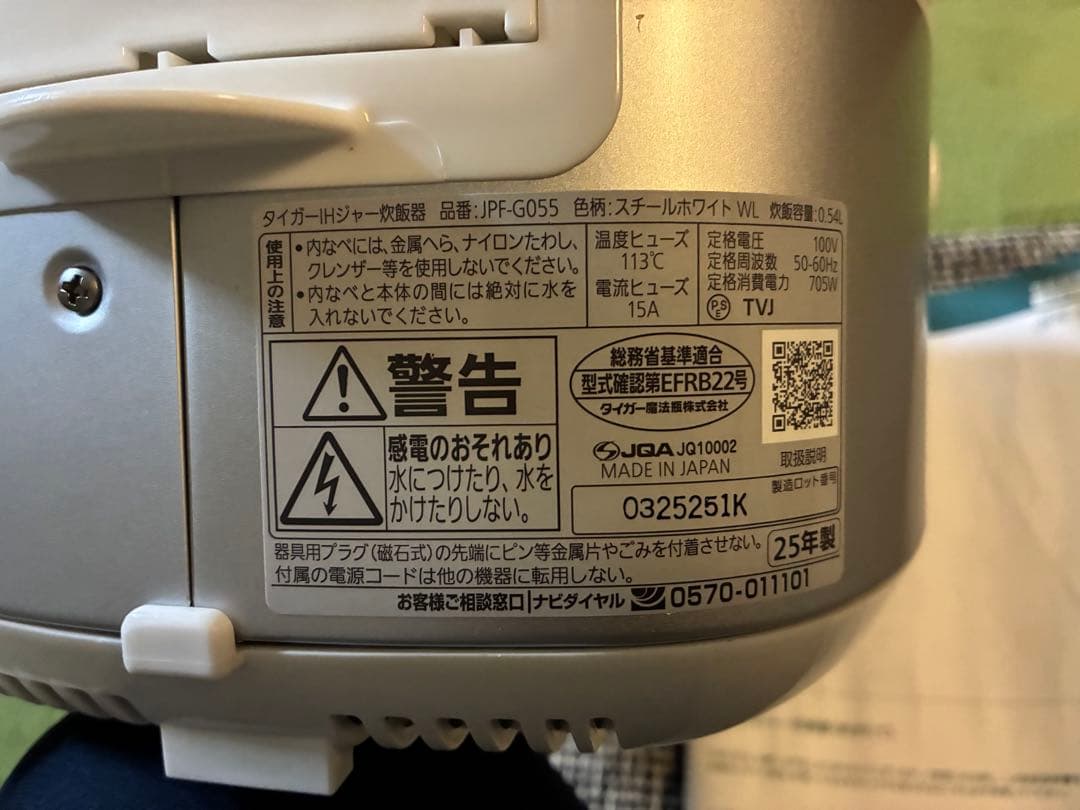 タイガーIHジャー炊飯器 品番:JPF-G055 色柄:スチールホワイト WL 炊飯容量:0.54L
使用上の注意
•内なべには、金属へら、ナイロンたわし、
クレンザー等を使用しないでください。
•内なべと本体の間には絶対に水を
入れないでください。
温度ヒューズ
113℃
電流ヒューズ
15A
定格電圧 100V
定格周波数 50-60Hz
定格消費電力 705W
PSE TVJ
警告
感電のおそれあり
水につけたり、水を
かけたりしない。
総務省基準適合
型式確認第EFRB22号
タイガー魔法瓶株式会社
JQA JQ10002
MADE IN JAPAN
取扱説明
製造ロット番号
0325251K
器具用プラグ(磁石式)の先端にピン等金属片やごみを付着させない。
付属の電源コードは他の機器に転用しない。
25年製
お客様ご相談窓口 ナビダイヤル 0570-011101